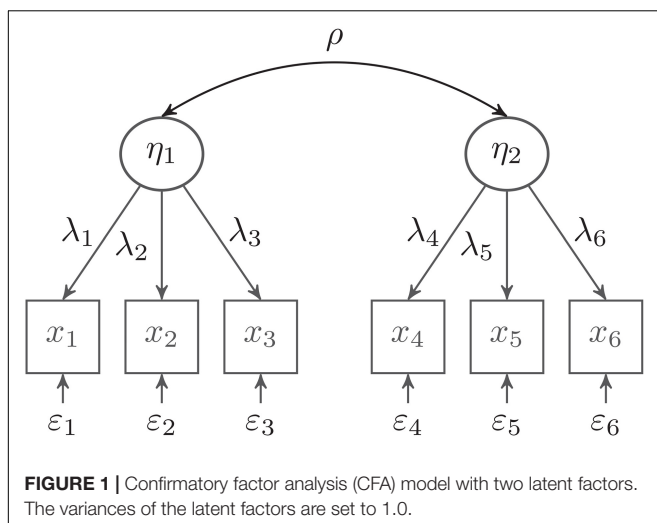 ρ
η₁ η₂
λ₁ λ₂ λ₃ λ₄ λ₅ λ₆
x₁ x₂ x₃ x₄ x₅ x₆
ε₁ ε₂ ε₃ ε₄ ε₅ ε₆
FIGURE 1 | Confirmatory factor analysis (CFA) model with two latent factors.
The variances of the latent factors are set to 1.0.